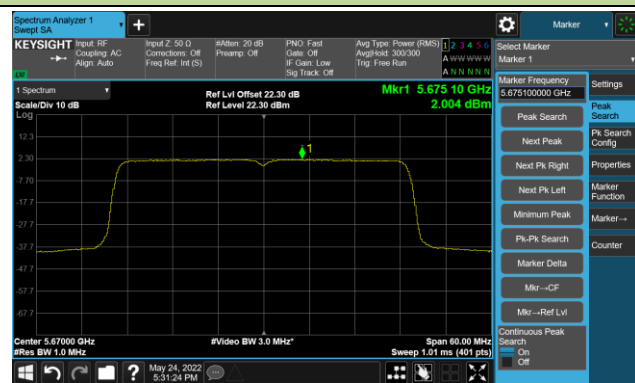 Spectrum Analyzer 1
Swept SA
+
Marker
KEYSIGHT
Input: RF
Coupling: AC
Align: Auto
Input Z: 50 Ω
Corrections: Off
Freq Ref: Int (S)
#Atten: 20 dB
Preamp: Off
PNO: Fast
Gate: Off
IF Gain: Low
Sig Track: Off
Avg Type: Power (RMS)
Avg|Hold: 300/300
Trig: Free Run
1 2 3 4 5 6
A W W W W W
A N N N N N
LXI
Select Marker
Marker 1
1 Spectrum
Scale/Div 10 dB
Log
Ref Lvl Offset 22.30 dB
Ref Level 22.30 dBm
Mkr1 5.675 10 GHz
2.004 dBm
1
12.3
2.30
-7.70
-17.7
-27.7
-37.7
-47.7
-57.7
-67.7
Center 5.67000 GHz
#Res BW 1.0 MHz
#Video BW 3.0 MHz*
Span 60.00 MHz
Sweep 1.01 ms (401 pts)
Marker Frequency
5.675100000 GHz
Peak Search
Next Peak
Next Pk Right
Next Pk Left
Minimum Peak
Pk-Pk Search
Marker Delta
Mkr→CF
Mkr→Ref Lvl
Continuous Peak
Search
On
Off
Settings
Peak
Search
Pk Search
Config
Properties
Marker
Function
Marker→
Counter
?
May 24, 2022
5:31:24 PM